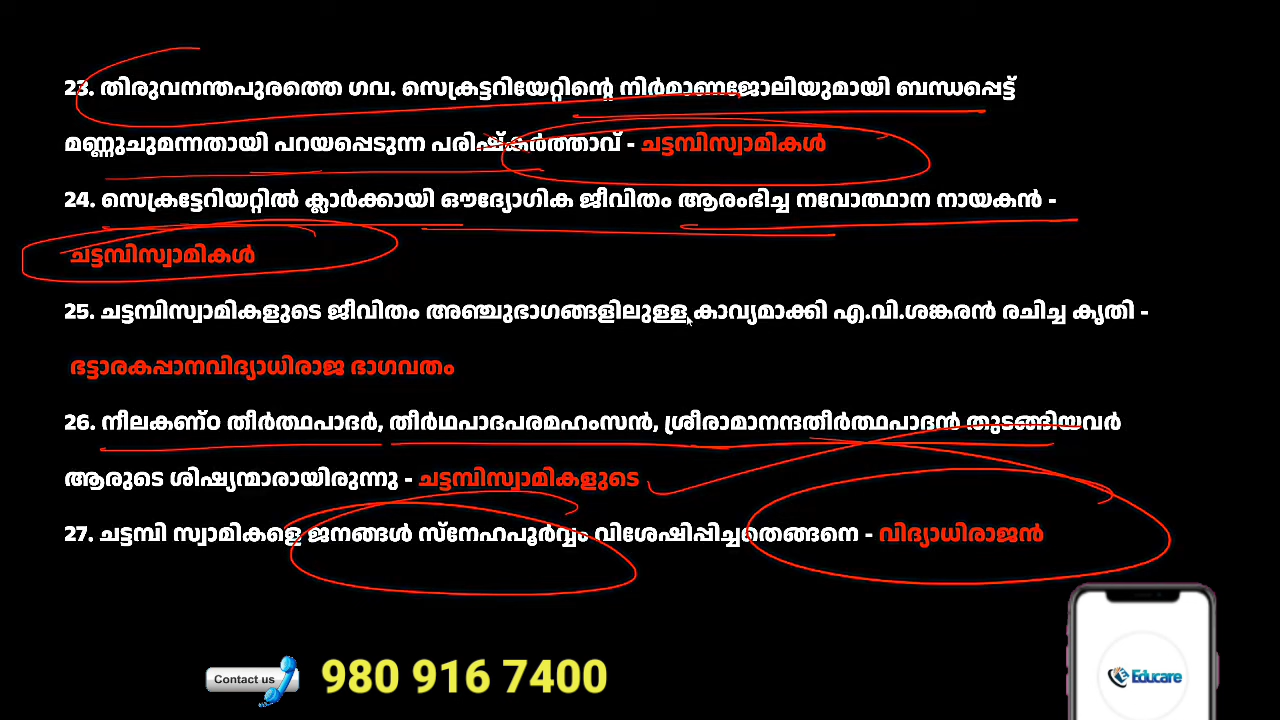 23. തിരുവനന്തപുരത്തെ ഗവ. സെക്രട്ടറിയേറ്റിന്റെ നിർമാണജോലിയുമായി ബന്ധപ്പെട്ട്
മണ്ണുചുമന്നതായി പറയപ്പെടുന്ന പരിഷ്കർത്താവ് - ചട്ടമ്പിസ്വാമികൾ
24. സെക്രട്ടേറിയറ്റിൽ ക്ലാർക്കായി ഔദ്യോഗിക ജീവിതം ആരംഭിച്ച നവോത്ഥാന നായകൻ -
ചട്ടമ്പിസ്വാമികൾ
25. ചട്ടമ്പിസ്വാമികളുടെ ജീവിതം അഞ്ചുഭാഗങ്ങളിലുള്ള കാവ്യമാക്കി എ.വി.ശങ്കരൻ രചിച്ച കൃതി -
ഭട്ടാരകപ്പാനവിദ്യാധിരാജ ഭാഗവതം
26. നീലകണ്ഠ തീർത്ഥപാദർ, തീർഥപാദപരമഹംസൻ, ശ്രീരാമാനന്ദതീർത്ഥപാദൻ തുടങ്ങിയവർ
ആരുടെ ശിഷ്യന്മാരായിരുന്നു - ചട്ടമ്പിസ്വാമികളുടെ
27. ചട്ടമ്പി സ്വാമികളെ ജനങ്ങൾ സ്നേഹപൂർവ്വം വിശേഷിപ്പിച്ചതെങ്ങനെ - വിദ്യാധിരാജൻ
Contact us 980 916 7400
Educare